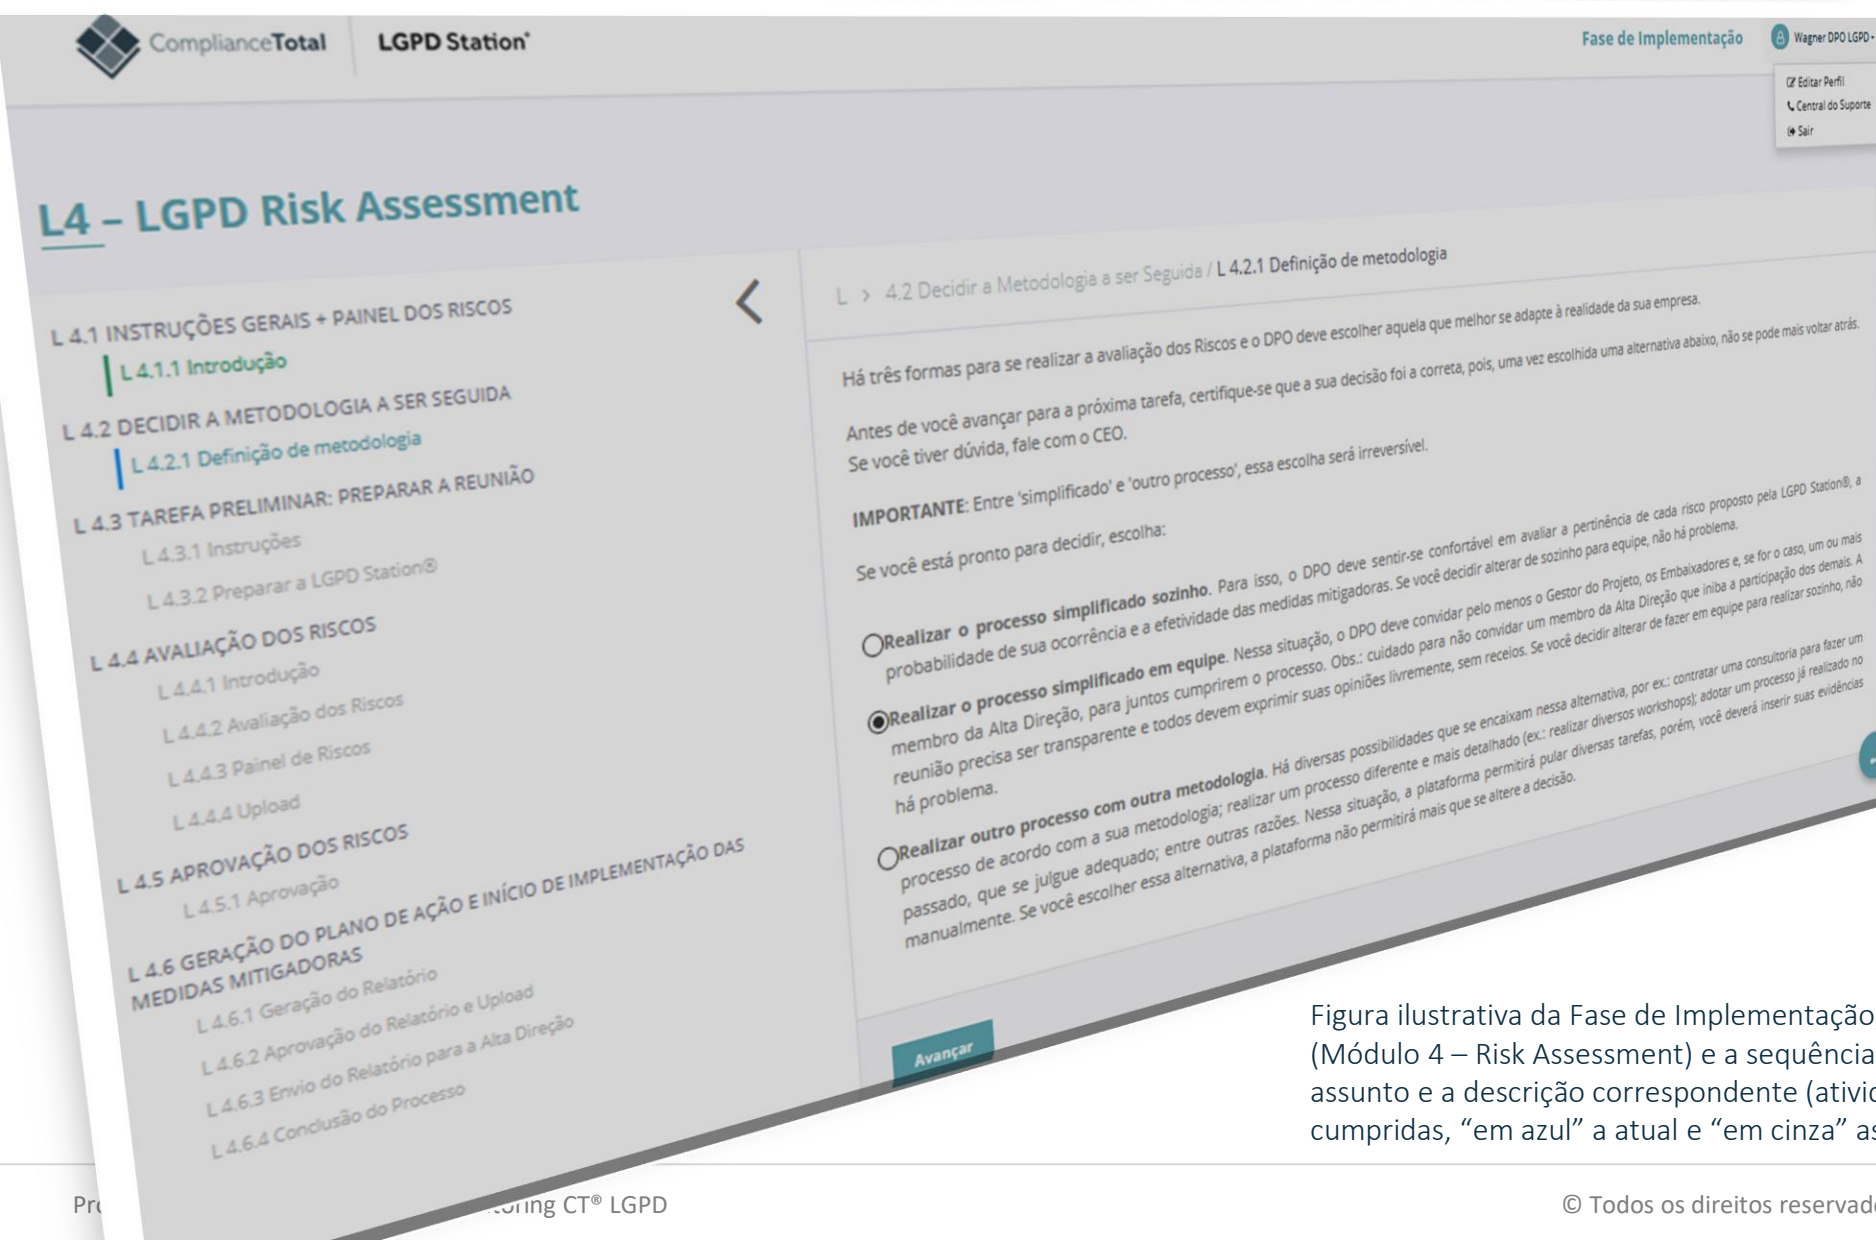 ComplianceTotal
LGPD Station®
Fase de Implementação
Wagner DPO LGPD
Editar Perfil
Central do Suporte
Sair
L4 – LGPD Risk Assessment
L 4.1 INSTRUÇÕES GERAIS + PAINEL DOS RISCOS
L 4.1.1 Introdução
L 4.2 DECIDIR A METODOLOGIA A SER SEGUIDA
L 4.2.1 Definição de metodologia
L 4.3 TAREFA PRELIMINAR: PREPARAR A REUNIÃO
L 4.3.1 Instruções
L 4.3.2 Preparar a LGPD Station®
L 4.4 AVALIAÇÃO DOS RISCOS
L 4.4.1 Introdução
L 4.4.2 Avaliação dos Riscos
L 4.4.3 Painel de Riscos
L 4.4.4 Upload
L 4.5 APROVAÇÃO DOS RISCOS
L 4.5.1 Aprovação
L 4.6 GERAÇÃO DO PLANO DE AÇÃO E INÍCIO DE IMPLEMENTAÇÃO DAS
MEDIDAS MITIGADORAS
L 4.6.1 Geração do Relatório
L 4.6.2 Aprovação do Relatório e Upload
L 4.6.3 Envio do Relatório para a Alta Direção
L 4.6.4 Conclusão do Processo
L > 4.2 Decidir a Metodologia a ser Seguida / L 4.2.1 Definição de metodologia
Há três formas para se realizar a avaliação dos Riscos e o DPO deve escolher aquela que melhor se adapte à realidade da sua empresa.
Antes de você avançar para a próxima tarefa, certifique-se que a sua decisão foi a correta, pois, uma vez escolhida uma alternativa abaixo, não se pode mais voltar atrás.
Se você tiver dúvida, fale com o CEO.
IMPORTANTE: Entre 'simplificado' e 'outro processo', essa escolha será irreversível.
Se você está pronto para decidir, escolha:
Realizar o processo simplificado sozinho. Para isso, o DPO deve sentir-se confortável em avaliar a pertinência de cada risco proposto pela LGPD Station®, a
probabilidade de sua ocorrência e a efetividade das medidas mitigadoras. Se você decidir alterar de sozinho para equipe, não há problema.
Realizar o processo simplificado em equipe. Nessa situação, o DPO deve convidar pelo menos o Gestor do Projeto, os Embaixadores e, se for o caso, um ou mais
membro da Alta Direção, para juntos cumprirem o processo. Obs.: cuidado para não convidar um membro da Alta Direção que iniba a participação dos demais. A
reunião precisa ser transparente e todos devem exprimir suas opiniões livremente, sem receios. Se você decidir alterar de fazer em equipe para realizar sozinho, não
há problema.
Realizar outro processo com outra metodologia. Há diversas possibilidades que se encaixam nessa alternativa, por ex.: contratar uma consultoria para fazer um
processo de acordo com a sua metodologia; realizar um processo diferente e mais detalhado (ex.: realizar diversos workshops); adotar um processo já realizado no
passado, que se julgue adequado; entre outras razões. Nessa situação, a plataforma permitirá pular diversas tarefas, porém, você deverá inserir suas evidências
manualmente. Se você escolher essa alternativa, a plataforma não permitirá mais que se altere a decisão.
Avançar
Figura ilustrativa da Fase de Implementação
(Módulo 4 – Risk Assessment) e a sequência
assunto e a descrição correspondente (ativid
cumpridas, “em azul” a atual e “em cinza” as
CT® LGPD
© Todos os direitos reservad